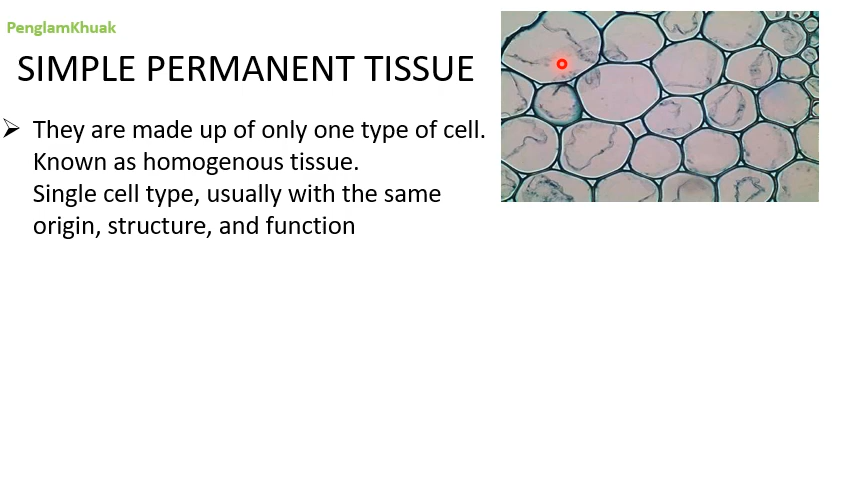 PenglamKhuak
SIMPLE PERMANENT TISSUE
➢ They are made up of only one type of cell.
Known as homogenous tissue.
Single cell type, usually with the same
origin, structure, and function